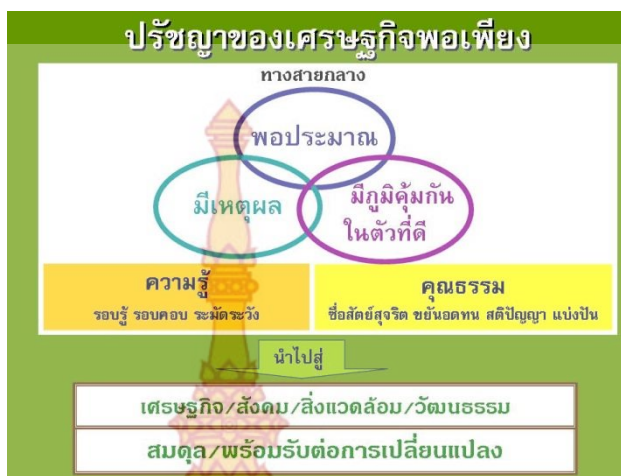 ปรัชญาของเศรษฐกิจพอเพียง
ทางสายกลาง
พอประมาณ
มีเหตุผล
มีภูมิคุ้มกัน
ในตัวที่ดี
ความรู้
รอบรู้ รอบคอบ ระมัดระวัง
คุณธรรม
ซื่อสัตย์สุจริต ขยันอดทน สติปัญญา แบ่งปัน
นำไปสู่
เศรษฐกิจ/สังคม/สิ่งแวดล้อม/วัฒนธรรม
สมดุล/พร้อมรับต่อการเปลี่ยนแปลง